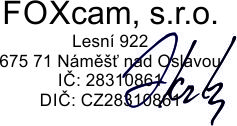 FOXcam, s.r.o.
Lesní 922
675 71 Náměšť nad Oslavou
IČ: 28310861
DIČ: CZ28310861